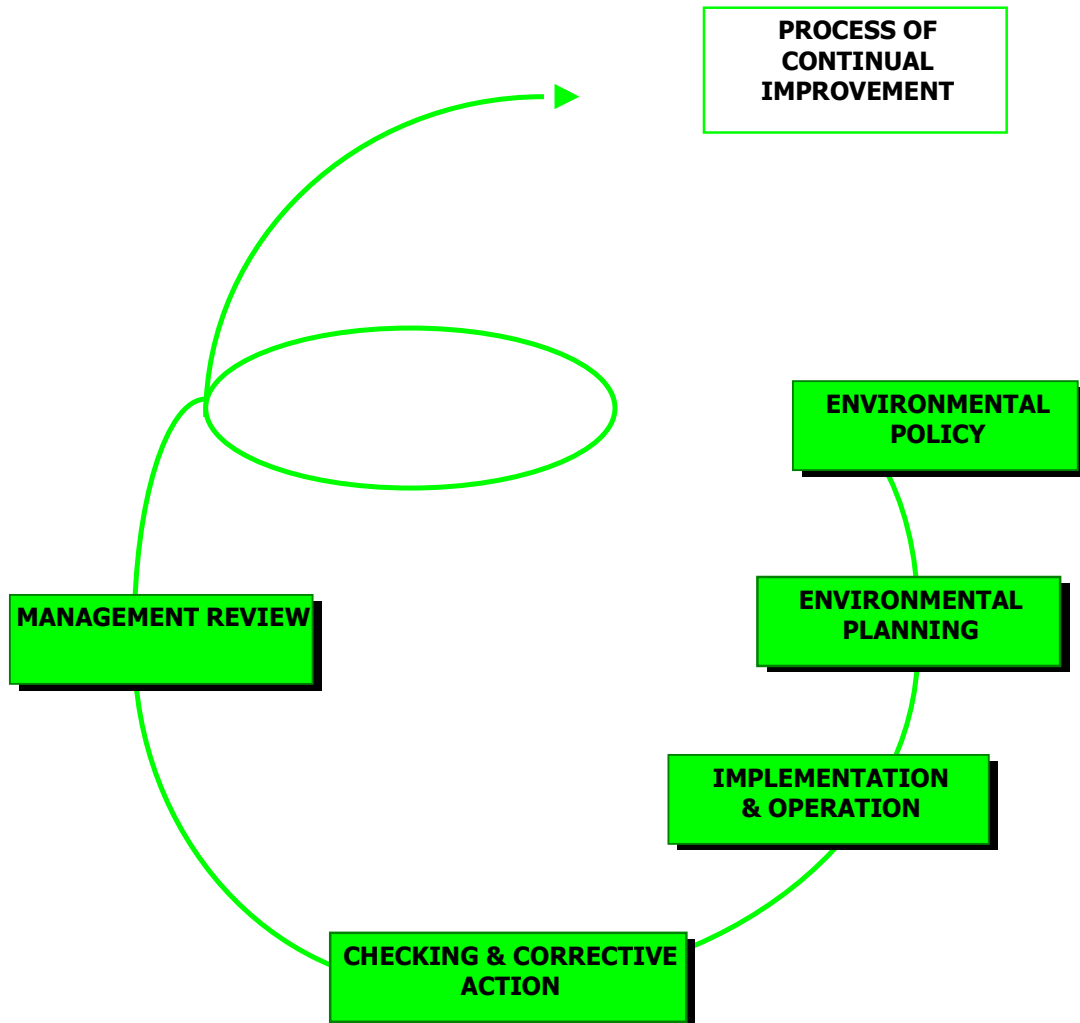 PROCESS OF
CONTINUAL
IMPROVEMENT
ENVIRONMENTAL
POLICY
ENVIRONMENTAL
PLANNING
MANAGEMENT REVIEW
IMPLEMENTATION
& OPERATION
CHECKING & CORRECTIVE
ACTION